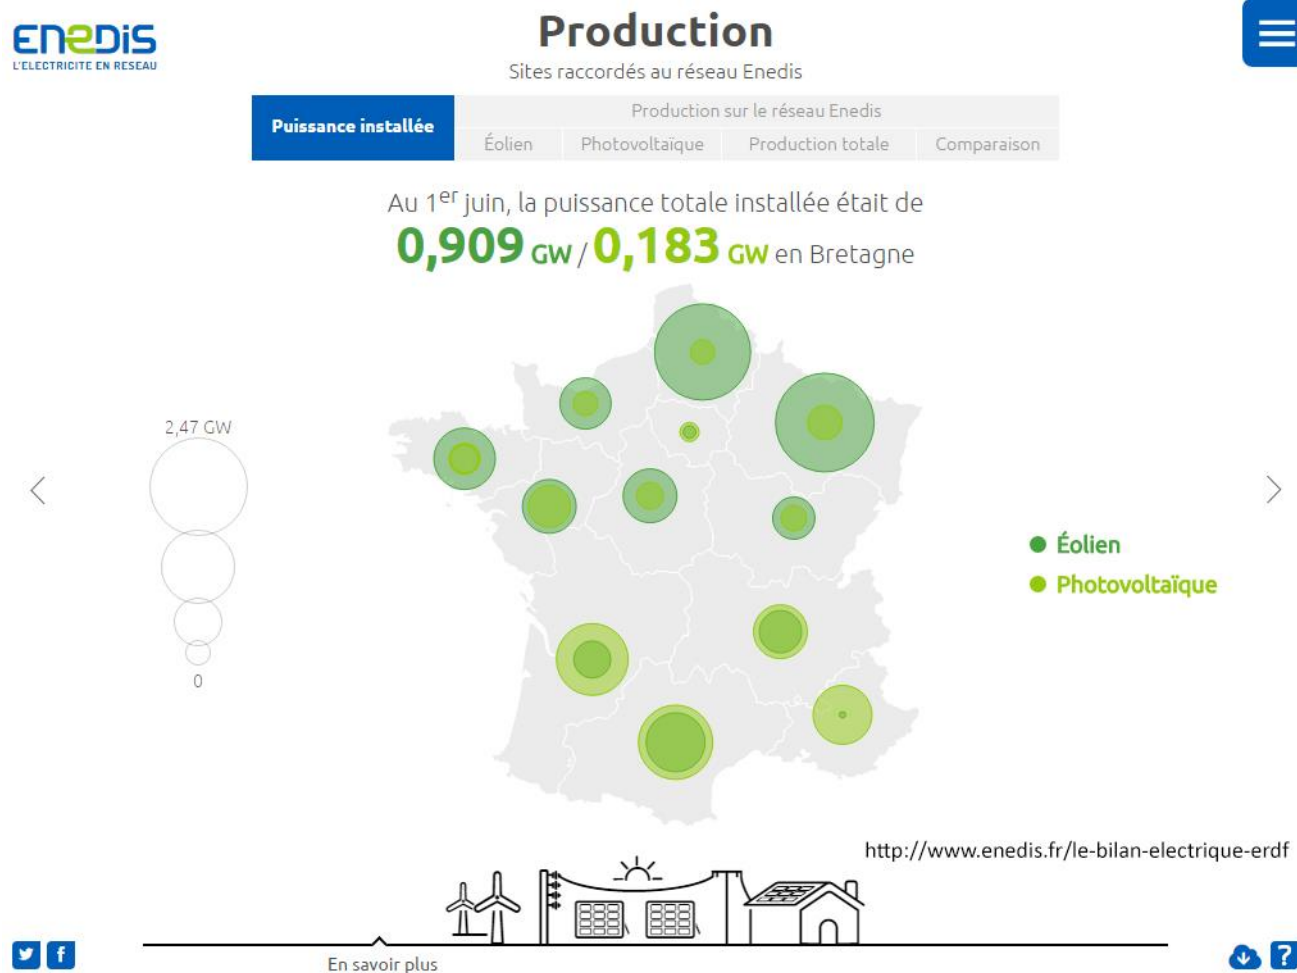 ENEDIS
L'ELECTRICITE EN RESEAU
Production
Sites raccordés au réseau Enedis
Puissance installée
Production sur le réseau Enedis
Éolien
Photovoltaïque
Production totale
Comparaison
Au 1er juin, la puissance totale installée était de
0,909 GW / 0,183 GW en Bretagne
2,47 GW
0
Éolien
Photovoltaïque
http://www.enedis.fr/le-bilan-electrique-erdf
En savoir plus
?